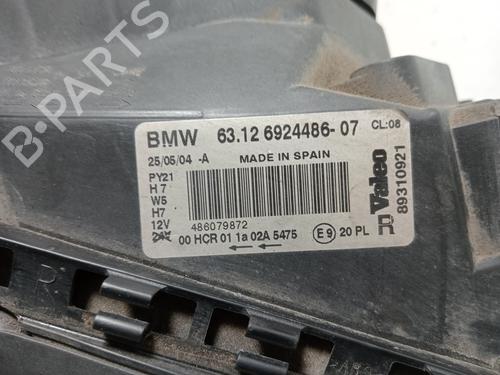 B-PARTS
BMW 63.12 6924486-07 CL:08
25/05/04 -A MADE IN SPAIN
PY21
H7
W5
H7
12V
486079872
24V 00 HCR 01 1a 02A 5475 E9 20 PL
Valeo
89310921
R